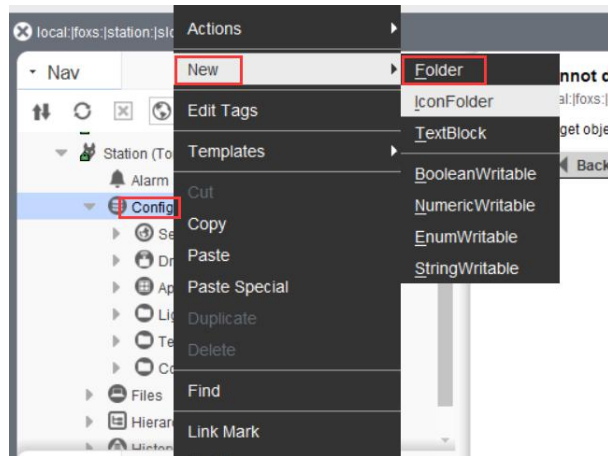 local:|foxs:|station:|slo
Nav
Station (To
Alarm
Config
Se
Dr
Ap
Lig
Te
Co
Files
Hierar
Histor
Actions
New
Edit Tags
Templates
Cut
Copy
Paste
Paste Special
Duplicate
Delete
Find
Link Mark
Folder
IconFolder
TextBlock
BooleanWritable
NumericWritable
EnumWritable
StringWritable
nnot d
al:|foxs:|
get obje
Back